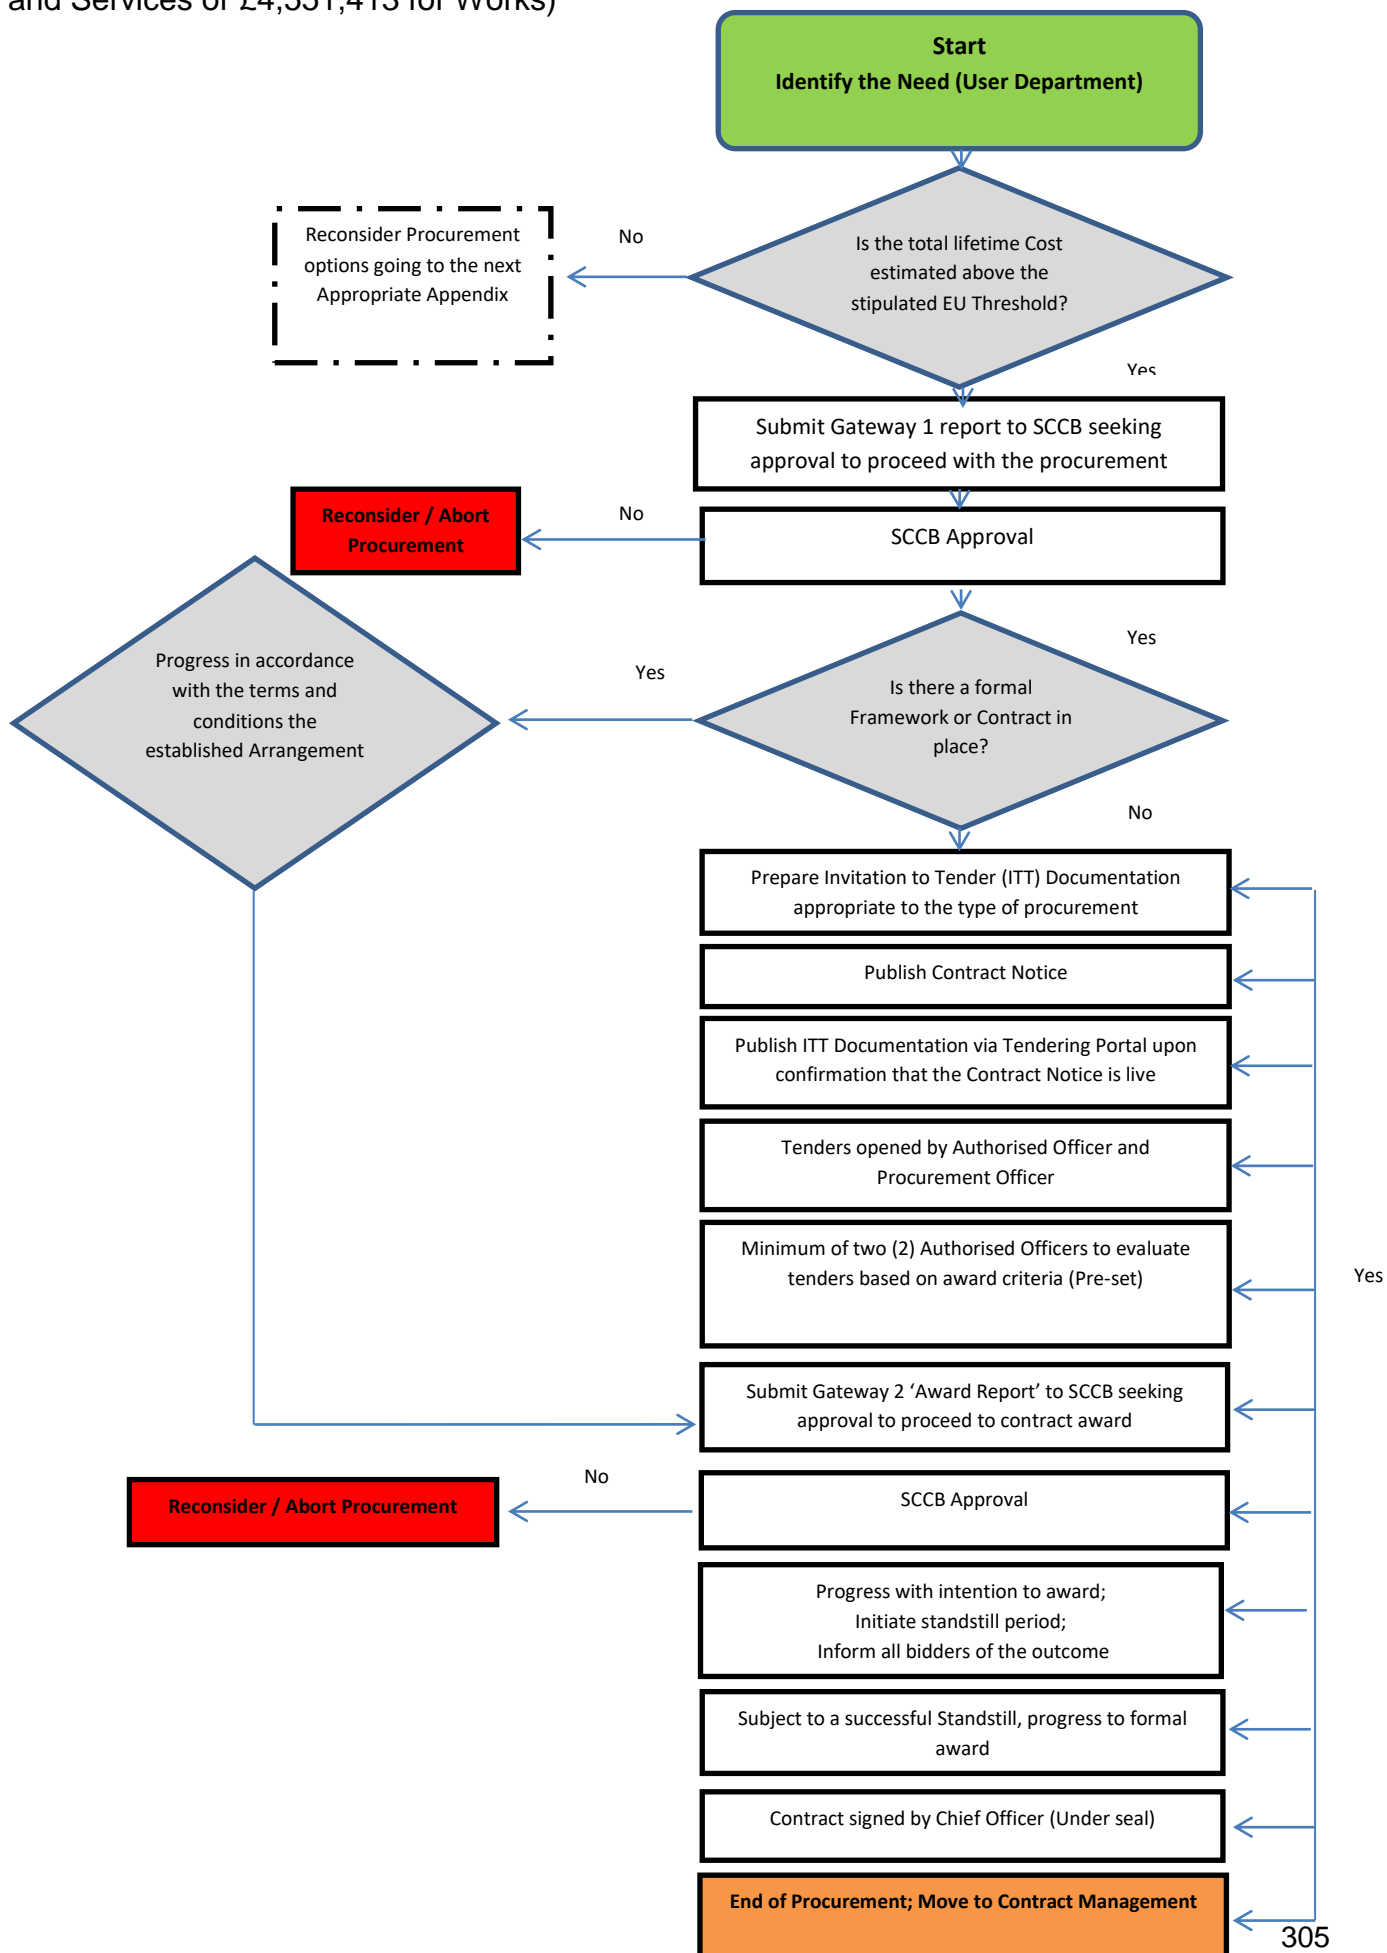 and Services or £4,551,413 for Works)
Start
Identify the Need (User Department)
Reconsider Procurement
options going to the next
Appropriate Appendix
No
Is the total lifetime Cost
estimated above the
stipulated EU Threshold?
Yes
Submit Gateway 1 report to SCCB seeking
approval to proceed with the procurement
Reconsider / Abort
Procurement
No
SCCB Approval
Yes
Progress in accordance
with the terms and
conditions the
established Arrangement
Yes
Is there a formal
Framework or Contract in
place?
No
Prepare Invitation to Tender (ITT) Documentation
appropriate to the type of procurement
Publish Contract Notice
Publish ITT Documentation via Tendering Portal upon
confirmation that the Contract Notice is live
Tenders opened by Authorised Officer and
Procurement Officer
Minimum of two (2) Authorised Officers to evaluate
tenders based on award criteria (Pre-set)
Yes
Submit Gateway 2 ‘Award Report’ to SCCB seeking
approval to proceed to contract award
Reconsider / Abort Procurement
No
SCCB Approval
Progress with intention to award;
Initiate standstill period;
Inform all bidders of the outcome
Subject to a successful Standstill, progress to formal
award
Contract signed by Chief Officer (Under seal)
End of Procurement; Move to Contract Management
305